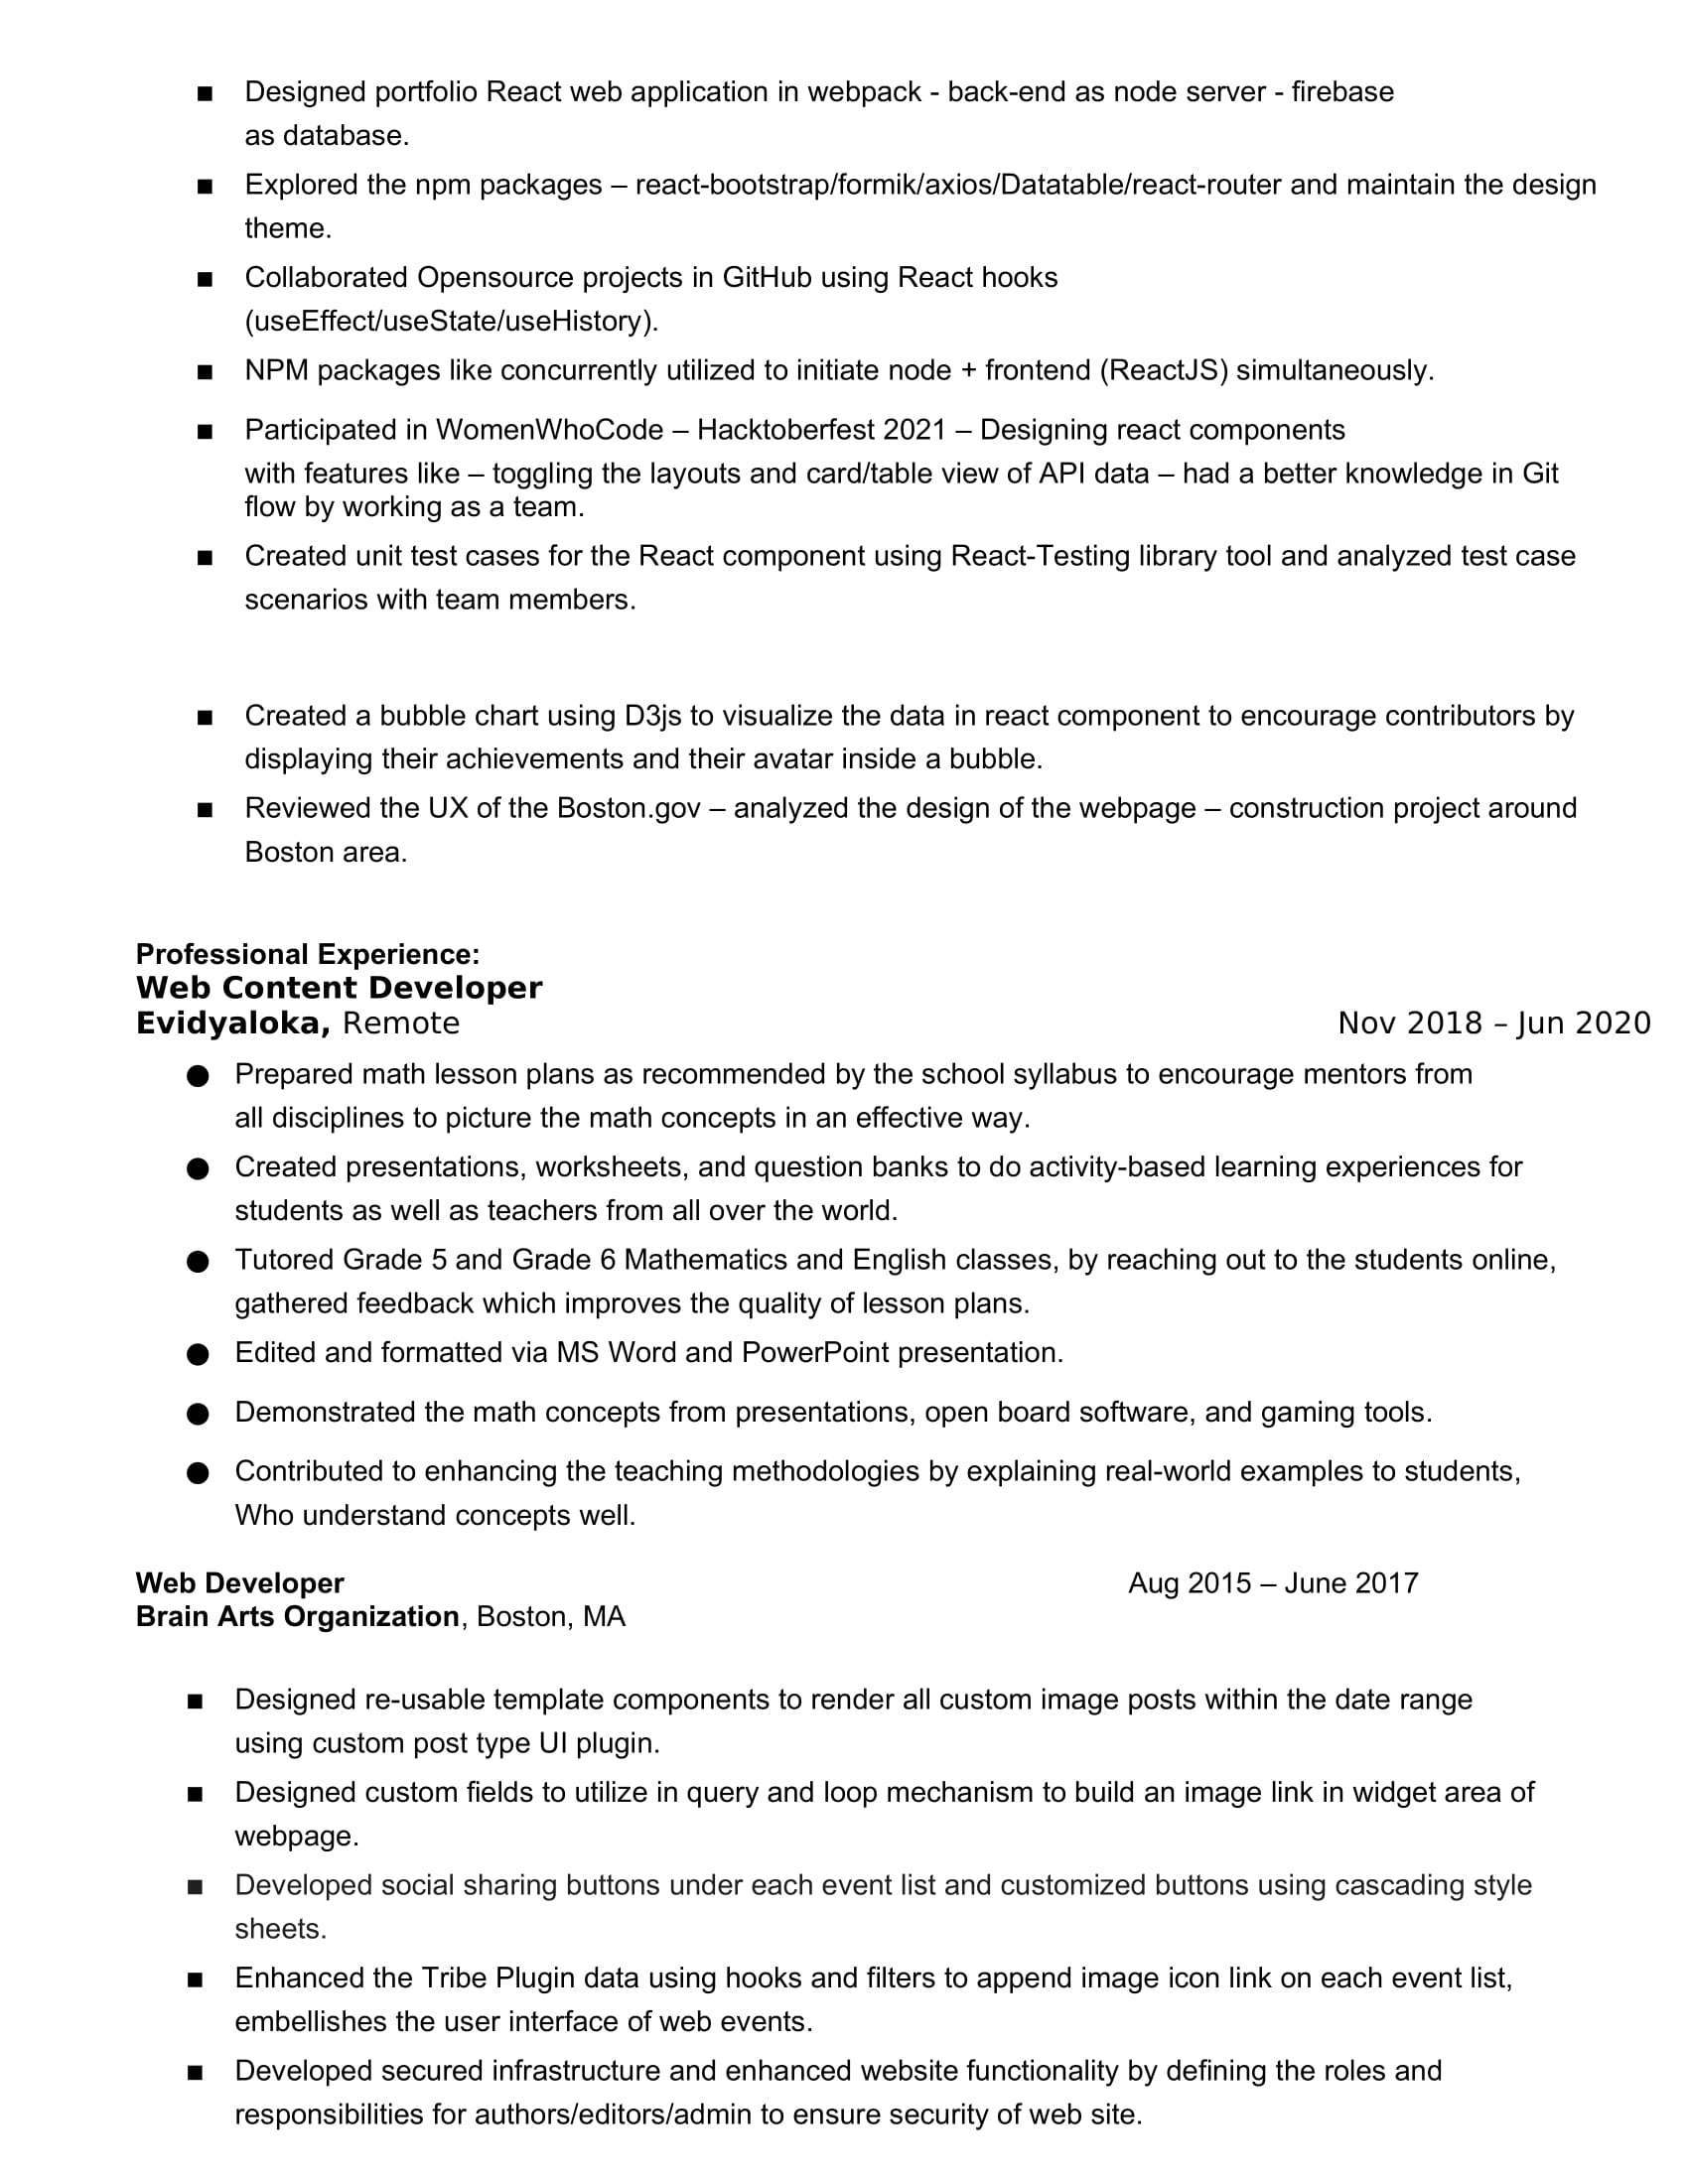 ■ Designed portfolio React web application in webpack - back-end as node server - firebase
as database.
■ Explored the npm packages – react-bootstrap/formik/axios/Datatable/react-router and maintain the design
theme.
■ Collaborated Opensource projects in GitHub using React hooks
(useEffect/useState/useHistory).
■ NPM packages like concurrently utilized to initiate node + frontend (ReactJS) simultaneously.
■ Participated in WomenWhoCode – Hacktoberfest 2021 – Designing react components
with features like – toggling the layouts and card/table view of API data – had a better knowledge in Git
flow by working as a team.
■ Created unit test cases for the React component using React-Testing library tool and analyzed test case
scenarios with team members.
■ Created a bubble chart using D3js to visualize the data in react component to encourage contributors by
displaying their achievements and their avatar inside a bubble.
■ Reviewed the UX of the Boston.gov – analyzed the design of the webpage – construction project around
Boston area.
Professional Experience:
Web Content Developer
Evidyaloka, Remote Nov 2018 – Jun 2020
● Prepared math lesson plans as recommended by the school syllabus to encourage mentors from
all disciplines to picture the math concepts in an effective way.
● Created presentations, worksheets, and question banks to do activity-based learning experiences for
students as well as teachers from all over the world.
● Tutored Grade 5 and Grade 6 Mathematics and English classes, by reaching out to the students online,
gathered feedback which improves the quality of lesson plans.
● Edited and formatted via MS Word and PowerPoint presentation.
● Demonstrated the math concepts from presentations, open board software, and gaming tools.
● Contributed to enhancing the teaching methodologies by explaining real-world examples to students,
Who understand concepts well.
Web Developer Aug 2015 – June 2017
Brain Arts Organization, Boston, MA
■ Designed re-usable template components to render all custom image posts within the date range
using custom post type UI plugin.
■ Designed custom fields to utilize in query and loop mechanism to build an image link in widget area of
webpage.
■ Developed social sharing buttons under each event list and customized buttons using cascading style
sheets.
■ Enhanced the Tribe Plugin data using hooks and filters to append image icon link on each event list,
embellishes the user interface of web events.
■ Developed secured infrastructure and enhanced website functionality by defining the roles and
responsibilities for authors/editors/admin to ensure security of web site.